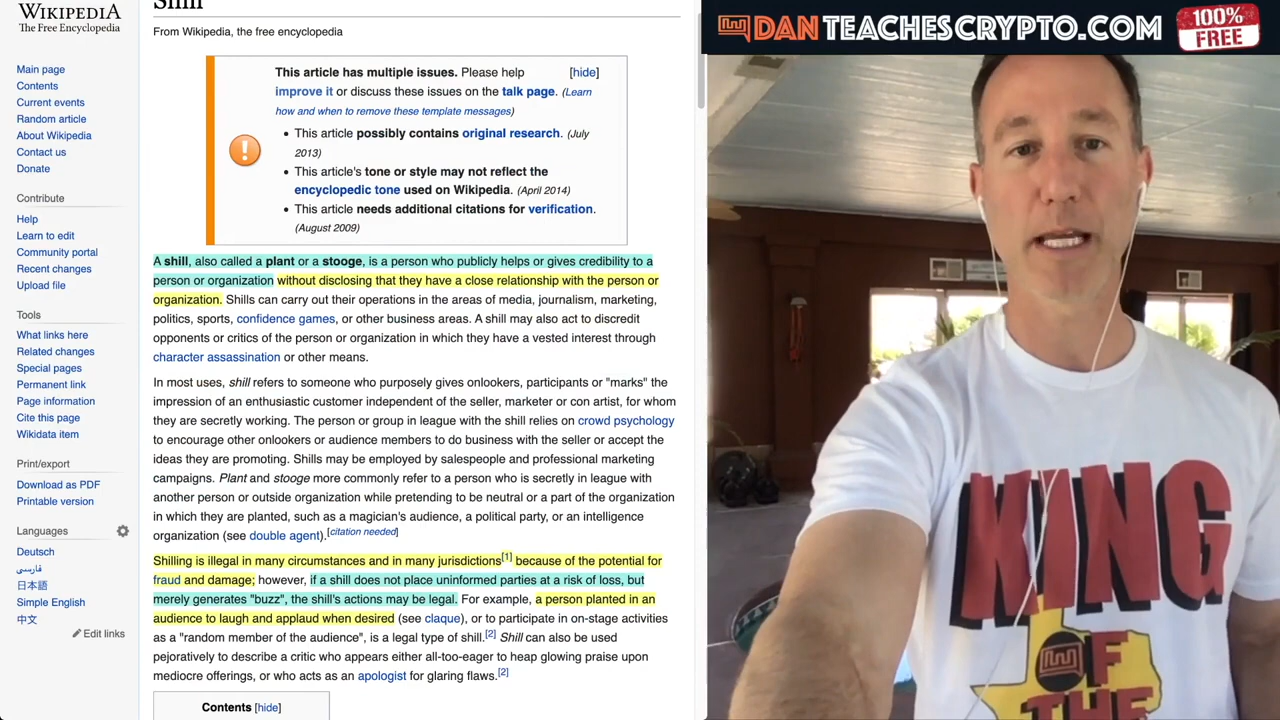 WIKIPEDIA
The Free Encyclopedia
Main page
Contents
Current events
Random article
About Wikipedia
Contact us
Donate
Contribute
Help
Learn to edit
Community portal
Recent changes
Upload file
Tools
What links here
Related changes
Special pages
Permanent link
Page information
Cite this page
Wikidata item
Print/export
Download as PDF
Printable version
Languages
Deutsch
فارسی
日本語
Simple English
中文
Edit links
Shill
From Wikipedia, the free encyclopedia
This article has multiple issues. Please help [hide]
improve it or discuss these issues on the talk page. (Learn
how and when to remove these template messages)
• This article possibly contains original research. (July
2013)
• This article's tone or style may not reflect the
encyclopedic tone used on Wikipedia. (April 2014)
• This article needs additional citations for verification.
(August 2009)
A shill, also called a plant or a stooge, is a person who publicly helps or gives credibility to a
person or organization without disclosing that they have a close relationship with the person or
organization. Shills can carry out their operations in the areas of media, journalism, marketing,
politics, sports, confidence games, or other business areas. A shill may also act to discredit
opponents or critics of the person or organization in which they have a vested interest through
character assassination or other means.
In most uses, shill refers to someone who purposely gives onlookers, participants or "marks" the
impression of an enthusiastic customer independent of the seller, marketer or con artist, for whom
they are secretly working. The person or group in league with the shill relies on crowd psychology
to encourage other onlookers or audience members to do business with the seller or accept the
ideas they are promoting. Shills may be employed by salespeople and professional marketing
campaigns. Plant and stooge more commonly refer to a person who is secretly in league with
another person or outside organization while pretending to be neutral or a part of the organization
in which they are planted, such as a magician's audience, a political party, or an intelligence
organization (see double agent).[citation needed]
Shilling is illegal in many circumstances and in many jurisdictions[1] because of the potential for
fraud and damage; however, if a shill does not place uninformed parties at a risk of loss, but
merely generates "buzz", the shill's actions may be legal. For example, a person planted in an
audience to laugh and applaud when desired (see claque), or to participate in on-stage activities
as a "random member of the audience", is a legal type of shill.[2] Shill can also be used
pejoratively to describe a critic who appears either all-too-eager to heap glowing praise upon
mediocre offerings, or who acts as an apologist for glaring flaws.[2]
Contents [hide]
DANTEACHESCRYPTO.COM
100%
FREE
KING
OF
THE